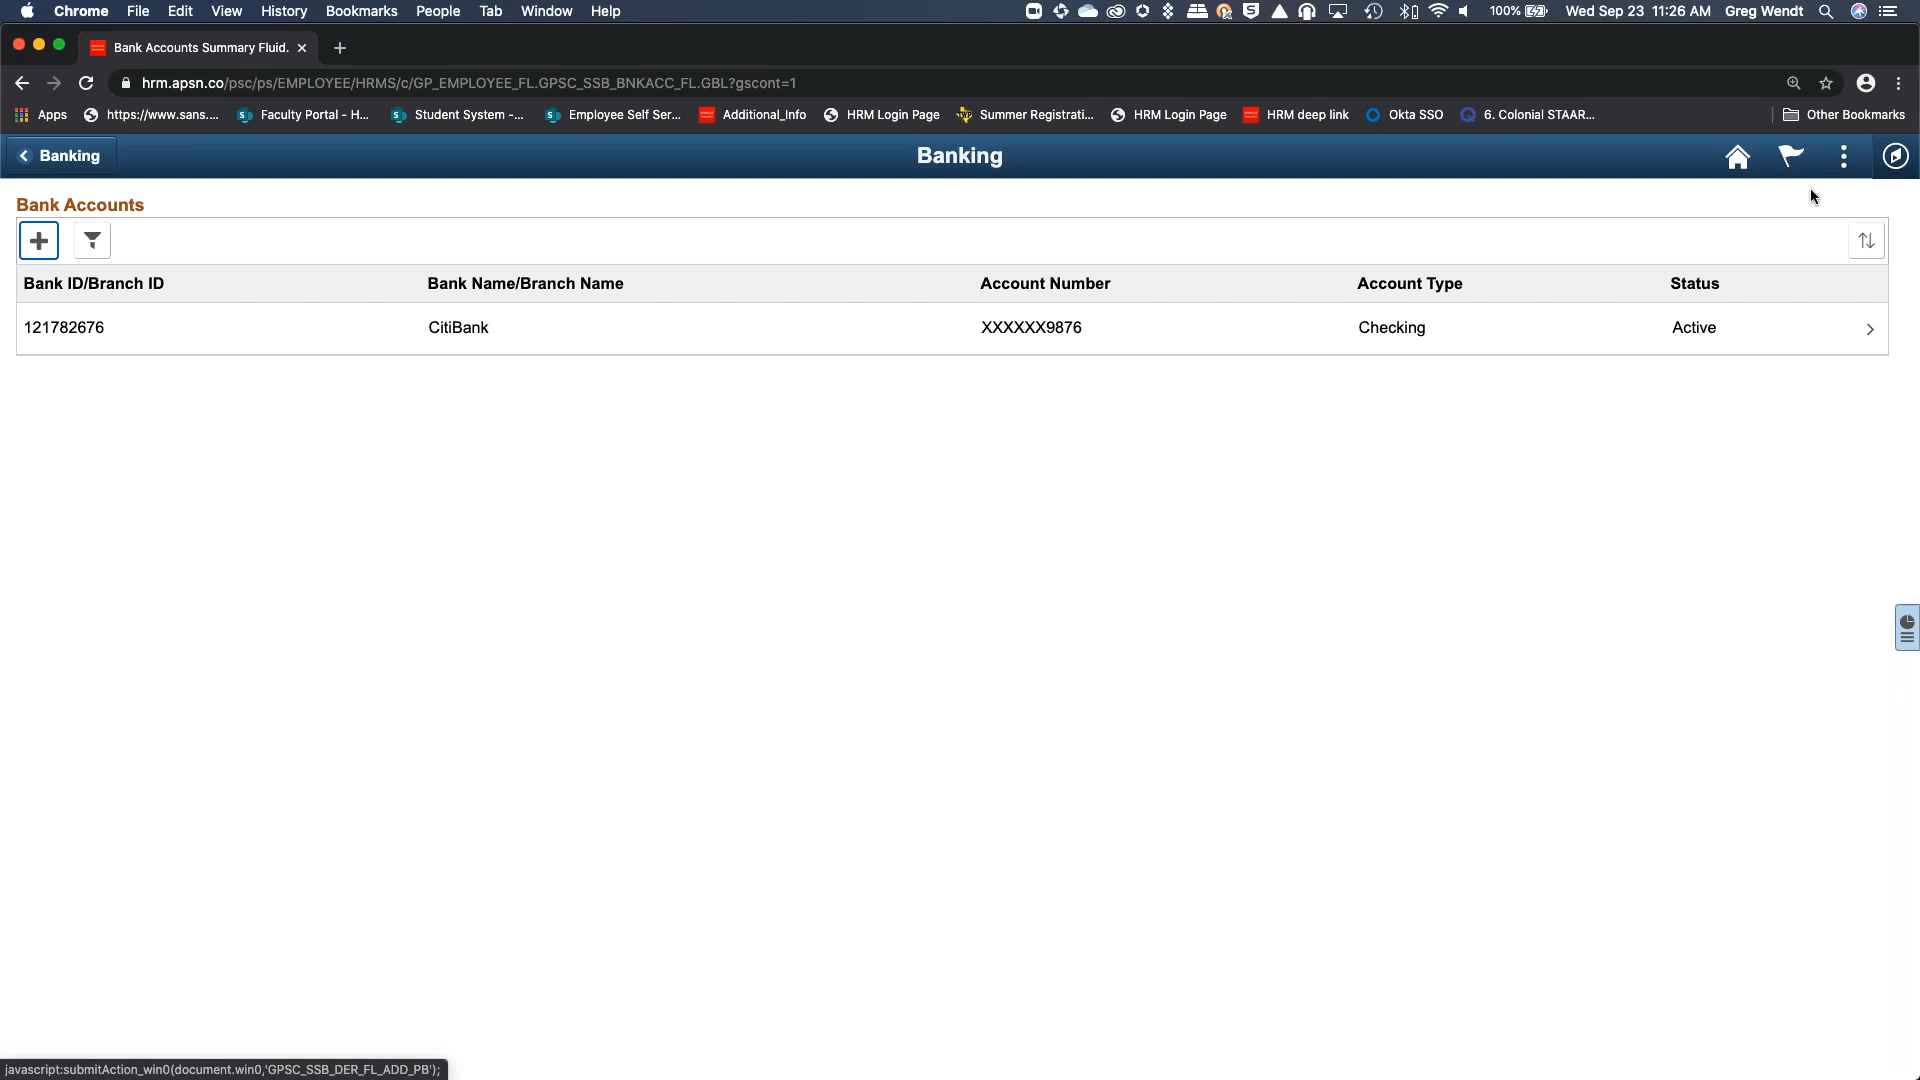 Chrome File Edit View History Bookmarks People Tab Window Help 100% Wed Sep 23 11:26 AM Greg Wendt
Bank Accounts Summary Fluid.
hrm.apsn.co/psc/ps/EMPLOYEE/HRMS/c/GP_EMPLOYEE_FL.GPSC_SSB_BNKACC_FL.GBL?gscont=1
Apps https://www.sans.... Faculty Portal - H... Student System -... Employee Self Ser... Additional_Info HRM Login Page Summer Registrati... HRM Login Page HRM deep link Okta SSO 6. Colonial STAAR... Other Bookmarks
Banking Banking
Bank Accounts
Bank ID/Branch ID Bank Name/Branch Name Account Number Account Type Status
121782676 CitiBank XXXXXX9876 Checking Active
javascript:submitAction_win0(document.win0,'GPSC_SSB_DER_FL_ADD_PB');